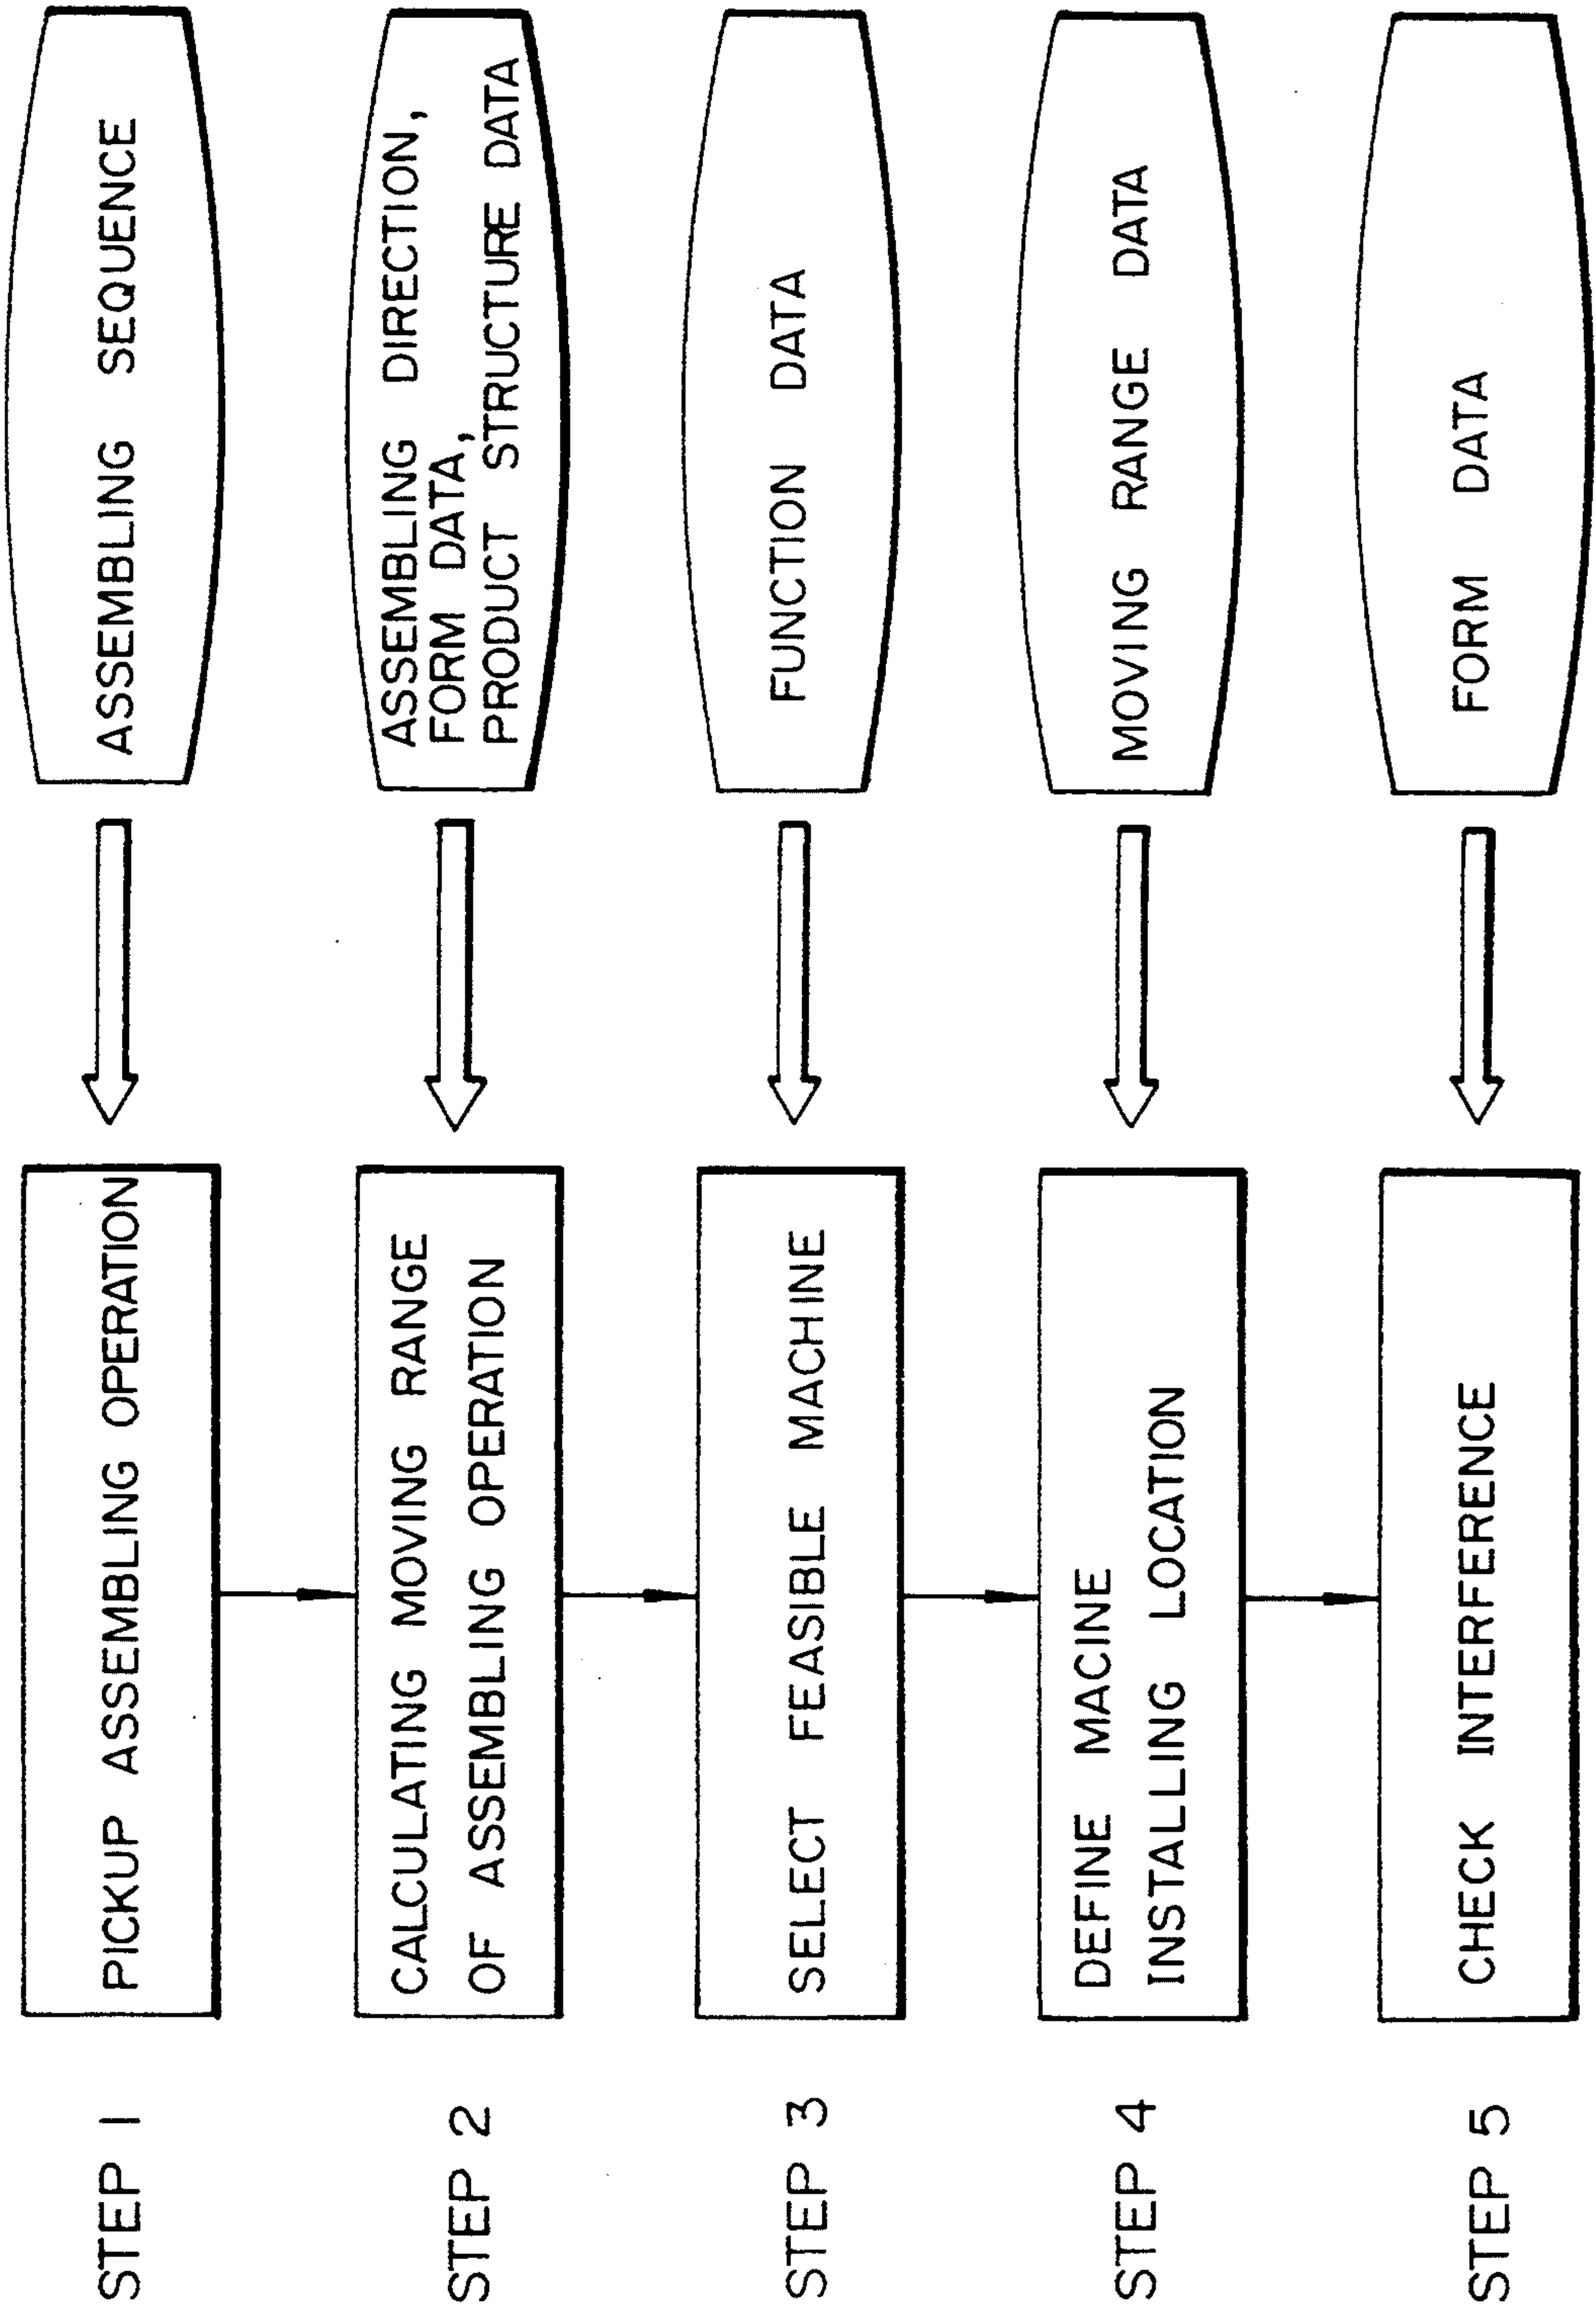 STEP 1
PICKUP ASSEMBLING OPERATION
ASSEMBLING SEQUENCE
STEP 2
CALCULATING MOVING RANGE
OF ASSEMBLING OPERATION
ASSEMBLING DIRECTION,
FORM DATA,
PRODUCT STRUCTURE DATA
STEP 3
SELECT FEASIBLE MACHINE
FUNCTION DATA
STEP 4
DEFINE MACINE
INSTALLING LOCATION
MOVING RANGE DATA
STEP 5
CHECK INTERFERENCE
FORM DATA